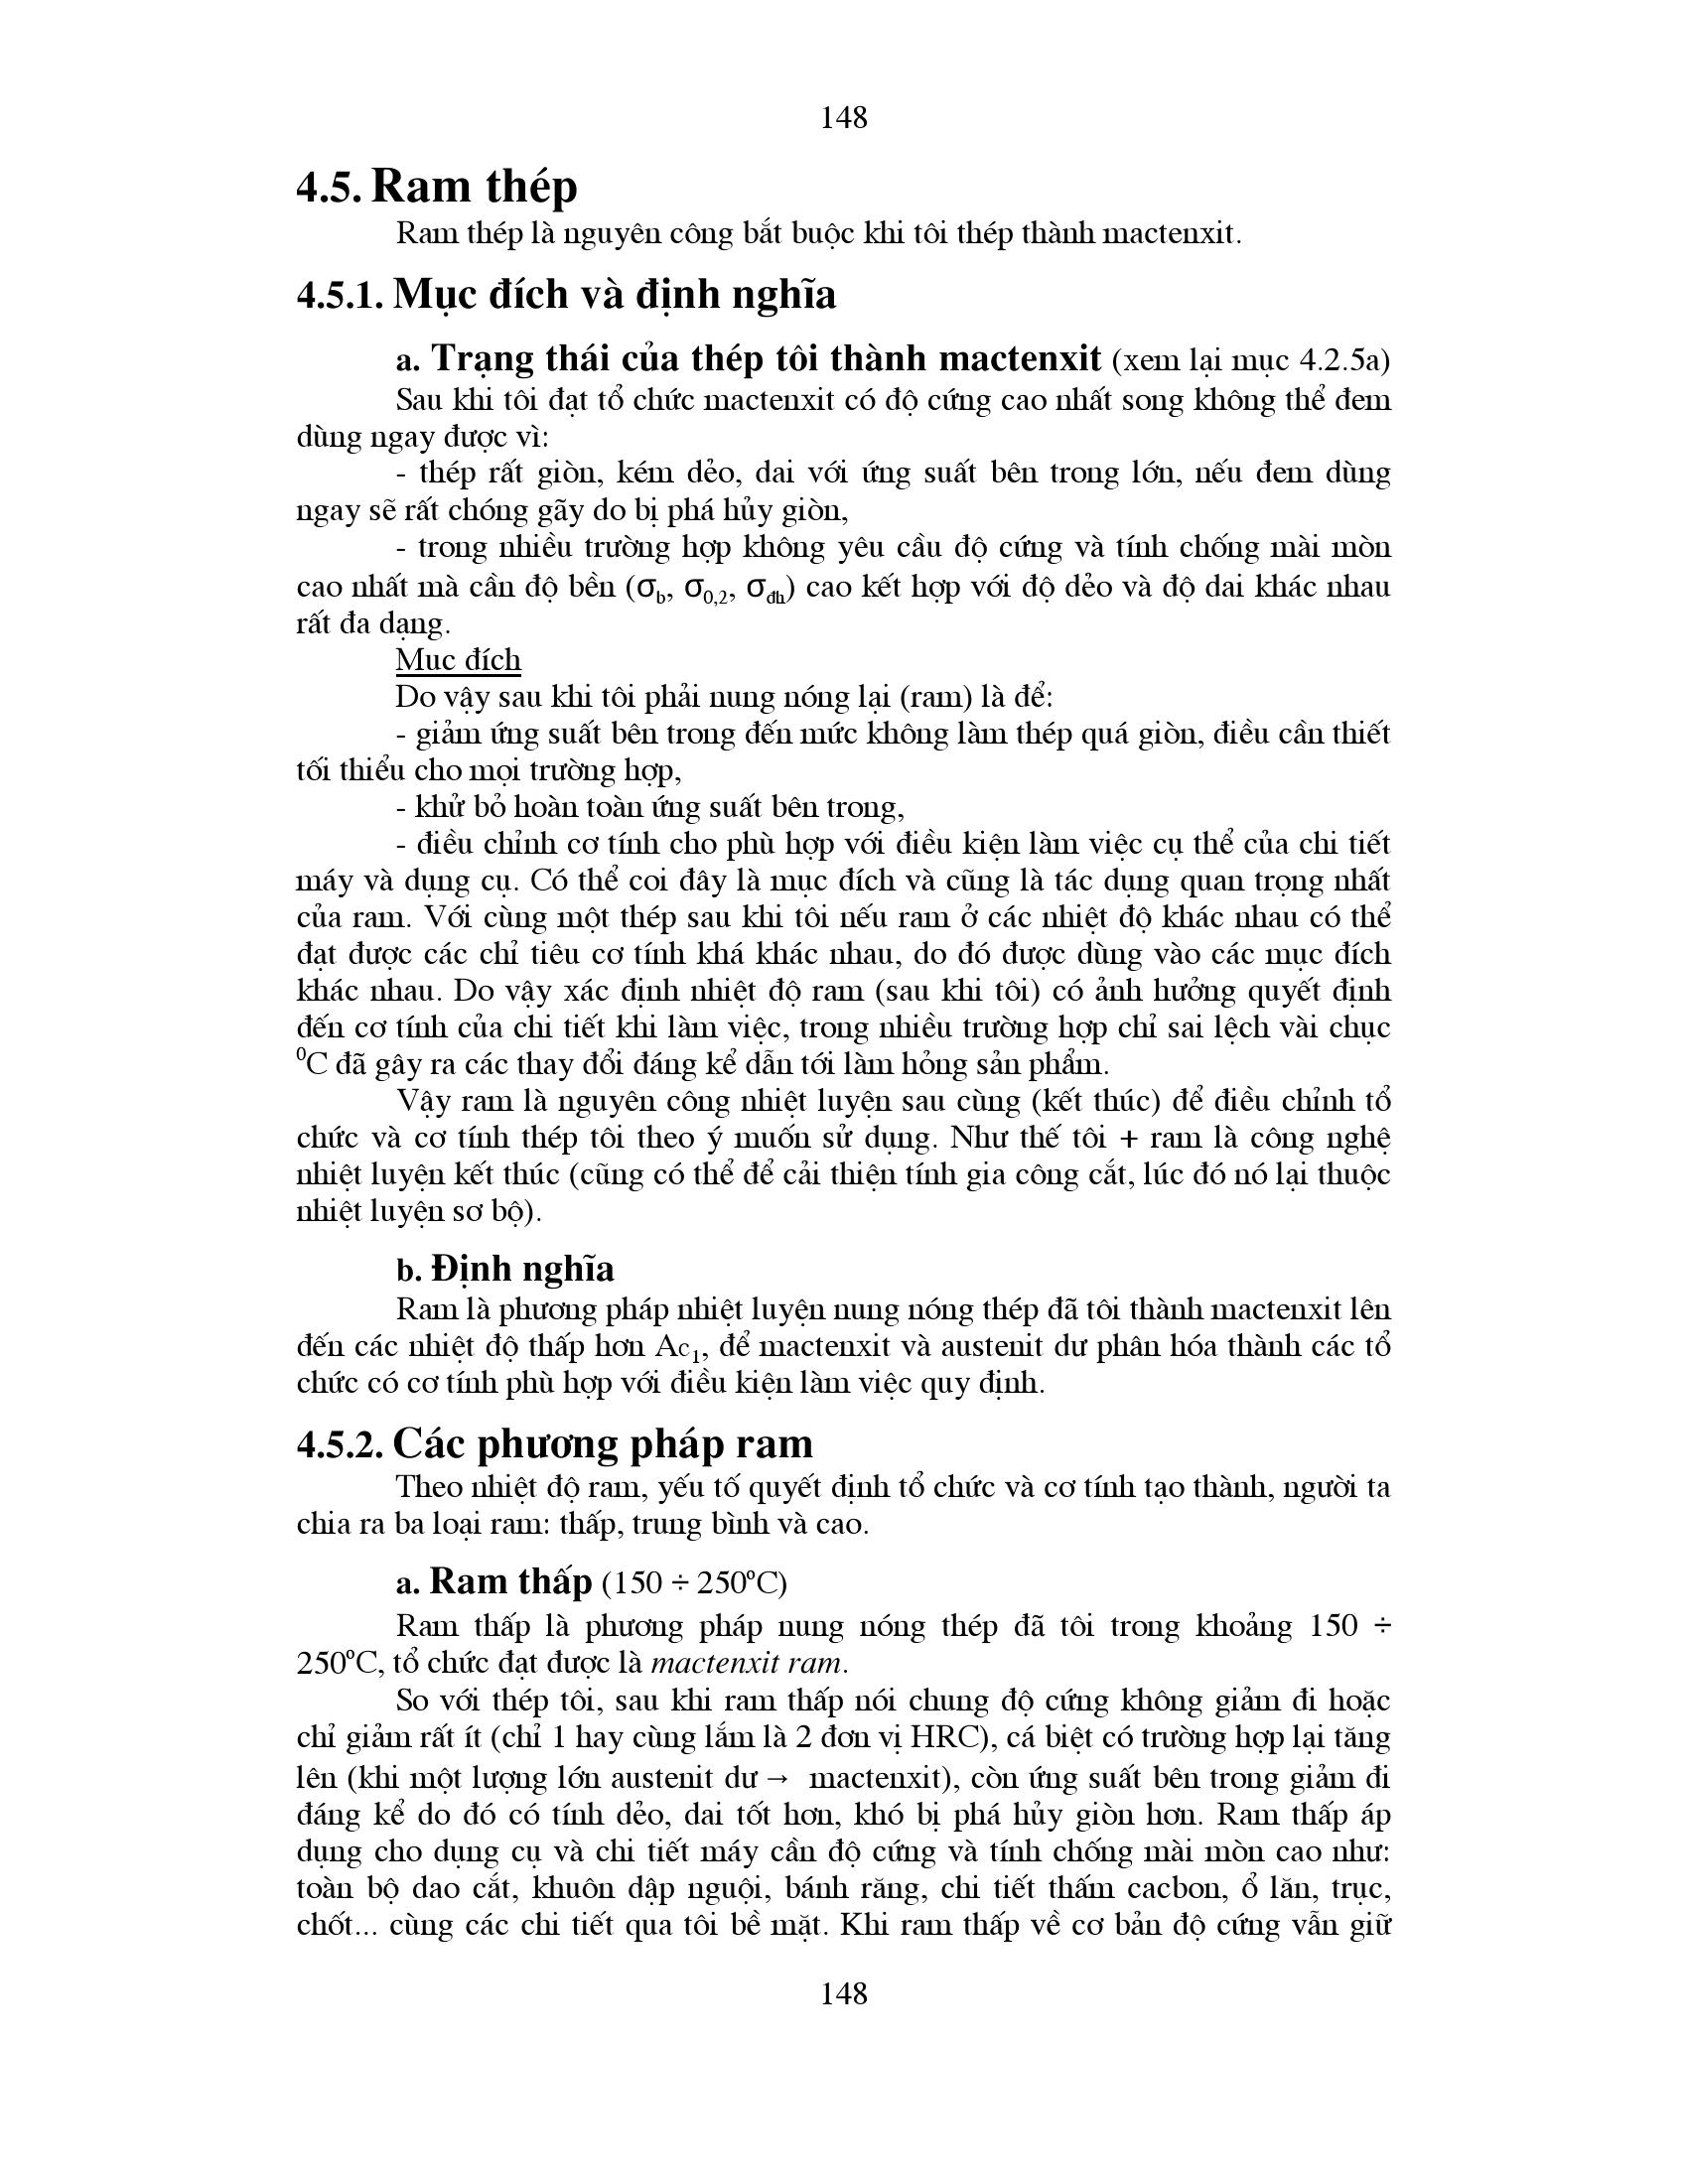 148
4.5. Ram thép
Ram thép là nguyên công bắt buộc khi tôi thép thành mactenxit.
4.5.1. Mục đích và định nghĩa
a. Trạng thái của thép tôi thành mactenxit (xem lại mục 4.2.5a)
Sau khi tôi đạt tổ chức mactenxit có độ cứng cao nhất song không thể đem
dùng ngay được vì:
- thép rất giòn, kém dẻo, dai với ứng suất bên trong lớn, nếu đem dùng
ngay sẽ rất chóng gãy do bị phá hủy giòn,
- trong nhiều trường hợp không yêu cầu độ cứng và tính chống mài mòn
cao nhất mà cần độ bền (σb, σ0,2, σđh) cao kết hợp với độ dẻo và độ dai khác nhau
rất đa dạng.
Mục đích
Do vậy sau khi tôi phải nung nóng lại (ram) là để:
- giảm ứng suất bên trong đến mức không làm thép quá giòn, điều cần thiết
tối thiểu cho mọi trường hợp,
- khử bỏ hoàn toàn ứng suất bên trong,
- điều chỉnh cơ tính cho phù hợp với điều kiện làm việc cụ thể của chi tiết
máy và dụng cụ. Có thể coi đây là mục đích và cũng là tác dụng quan trọng nhất
của ram. Với cùng một thép sau khi tôi nếu ram ở các nhiệt độ khác nhau có thể
đạt được các chỉ tiêu cơ tính khá khác nhau, do đó được dùng vào các mục đích
khác nhau. Do vậy xác định nhiệt độ ram (sau khi tôi) có ảnh hưởng quyết định
đến cơ tính của chi tiết khi làm việc, trong nhiều trường hợp chỉ sai lệch vài chục
⁰C đã gây ra các thay đổi đáng kể dẫn tới làm hỏng sản phẩm.
Vậy ram là nguyên công nhiệt luyện sau cùng (kết thúc) để điều chỉnh tổ
chức và cơ tính thép tôi theo ý muốn sử dụng. Như thế tôi + ram là công nghệ
nhiệt luyện kết thúc (cũng có thể để cải thiện tính gia công cắt, lúc đó nó lại thuộc
nhiệt luyện sơ bộ).
b. Định nghĩa
Ram là phương pháp nhiệt luyện nung nóng thép đã tôi thành mactenxit lên
đến các nhiệt độ thấp hơn Ac₁, để mactenxit và austenit dư phân hóa thành các tổ
chức có cơ tính phù hợp với điều kiện làm việc quy định.
4.5.2. Các phương pháp ram
Theo nhiệt độ ram, yếu tố quyết định tổ chức và cơ tính tạo thành, người ta
chia ra ba loại ram: thấp, trung bình và cao.
a. Ram thấp (150 ÷ 250ºC)
Ram thấp là phương pháp nung nóng thép đã tôi trong khoảng 150 ÷
250ºC, tổ chức đạt được là mactenxit ram.
So với thép tôi, sau khi ram thấp nói chung độ cứng không giảm đi hoặc
chỉ giảm rất ít (chỉ 1 hay cùng lắm là 2 đơn vị HRC), cá biệt có trường hợp lại tăng
lên (khi một lượng lớn austenit dư → mactenxit), còn ứng suất bên trong giảm đi
đáng kể do đó có tính dẻo, dai tốt hơn, khó bị phá hủy giòn hơn. Ram thấp áp
dụng cho dụng cụ và chi tiết máy cần độ cứng và tính chống mài mòn cao như:
toàn bộ dao cắt, khuôn dập nguội, bánh răng, chi tiết thấm cacbon, ổ lăn, trục,
chốt... cùng các chi tiết qua tôi bề mặt. Khi ram thấp về cơ bản độ cứng vẫn giữ
148